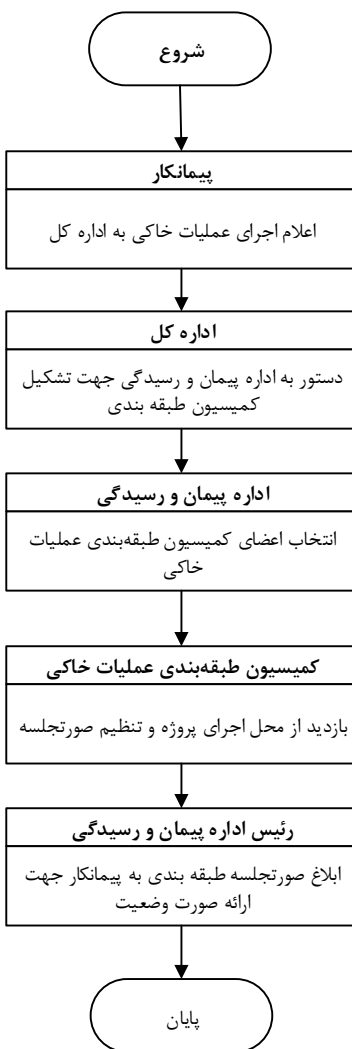 شروع
پیمانکار
اعلام اجرای عملیات خاکی به اداره کل
اداره کل
دستور به اداره پیمان و رسیدگی جهت تشکیل
کمیسیون طبقه بندی
اداره پیمان و رسیدگی
انتخاب اعضای کمیسیون طبقه‌بندی عملیات
خاکی
کمیسیون طبقه‌بندی عملیات خاکی
بازدید از محل اجرای پروژه و تنظیم صورتجلسه
رئیس اداره پیمان و رسیدگی
ابلاغ صورتجلسه طبقه بندی به پیمانکار جهت
ارائه صورت وضعیت
پایان